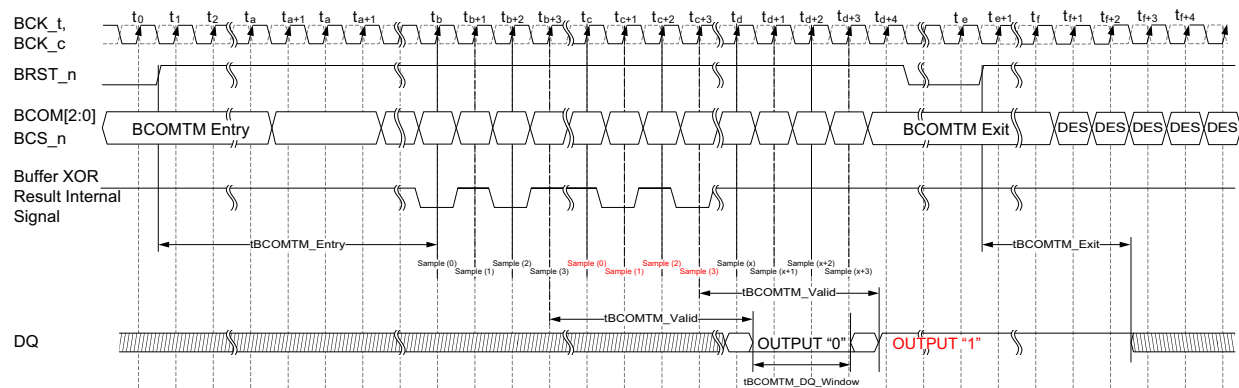 BCK_t,
BCK_c
t0 t1 t2 ta ta+1 ta ta+1 tb tb+1 tb+2 tb+3 tc tc+1 tc+2 tc+3 td td+1 td+2 td+3 td+4 te te+1 tf tf+1 tf+2 tf+3 tf+4
BRST_n
BCOM[2:0]
BCS_n
BCOMTM Entry BCOMTM Exit DES DES DES DES DES
Buffer XOR
Result Internal
Signal
tBCOMTM_Entry tBCOMTM_Exit
Sample (0) Sample (2) Sample (0) Sample (2) Sample (x) Sample (x+2)
Sample (1) Sample (3) Sample (1) Sample (3) Sample (x+1) Sample (x+3)
tBCOMTM_Valid
tBCOMTM_Valid
DQ
OUTPUT “0” OUTPUT “1”
tBCOMTM_DQ_Window